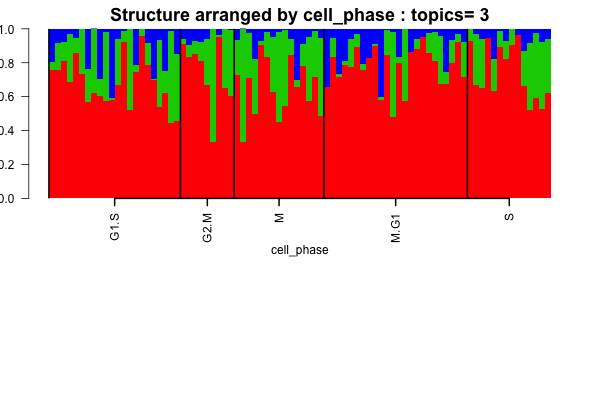 Structure arranged by cell_phase : topics= 3
1.0
0.8
0.6
0.4
0.2
0.0
G1.S
G2.M
M
M.G1
S
cell_phase